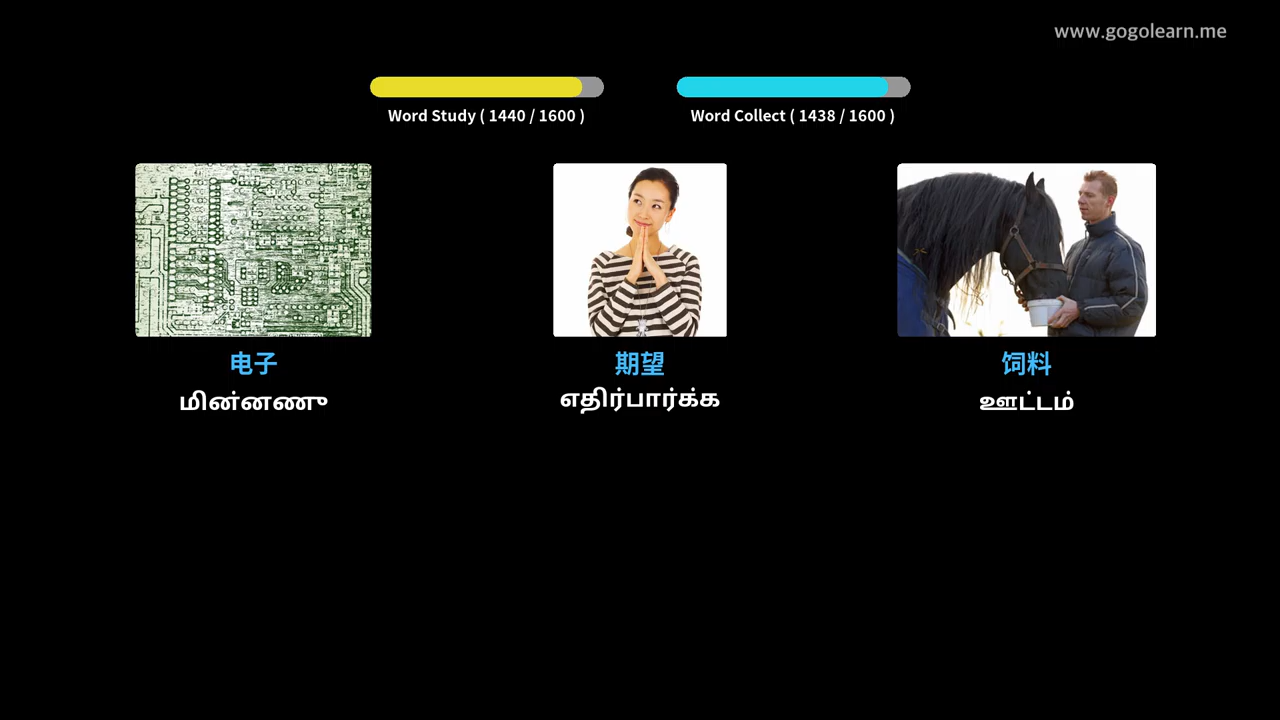 www.gogolearn.me
Word Study ( 1440 / 1600 )
Word Collect ( 1438 / 1600 )
电子
期望
饲料
மின்னணு
எதிர்பார்க்க
ஊட்டம்